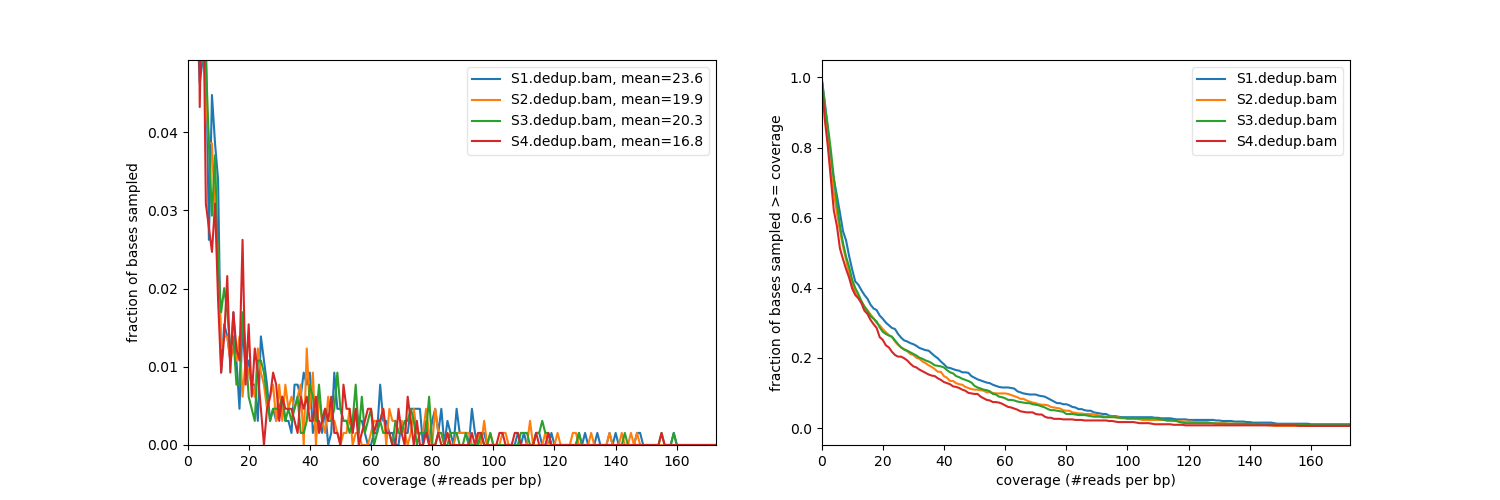 S1.dedup.bam, mean=23.6
S2.dedup.bam, mean=19.9
S3.dedup.bam, mean=20.3
S4.dedup.bam, mean=16.8
fraction of bases sampled
0.04
0.03
0.02
0.01
0.00
0 20 40 60 80 100 120 140 160
coverage (#reads per bp)
S1.dedup.bam
S2.dedup.bam
S3.dedup.bam
S4.dedup.bam
fraction of bases sampled >= coverage
1.0
0.8
0.6
0.4
0.2
0.0
0 20 40 60 80 100 120 140 160
coverage (#reads per bp)